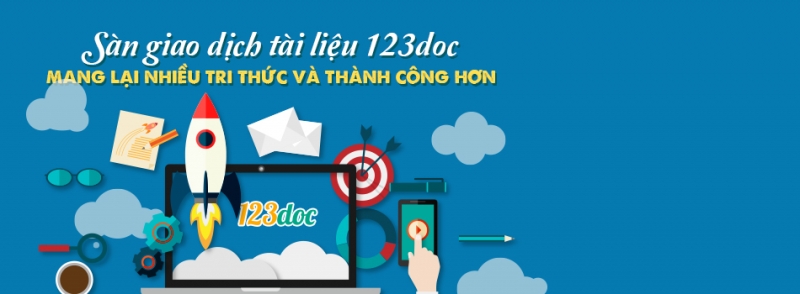 Sàn giao dịch tài liệu 123doc
MANG LẠI NHIỀU TRI THỨC VÀ THÀNH CÔNG HƠN
123doc